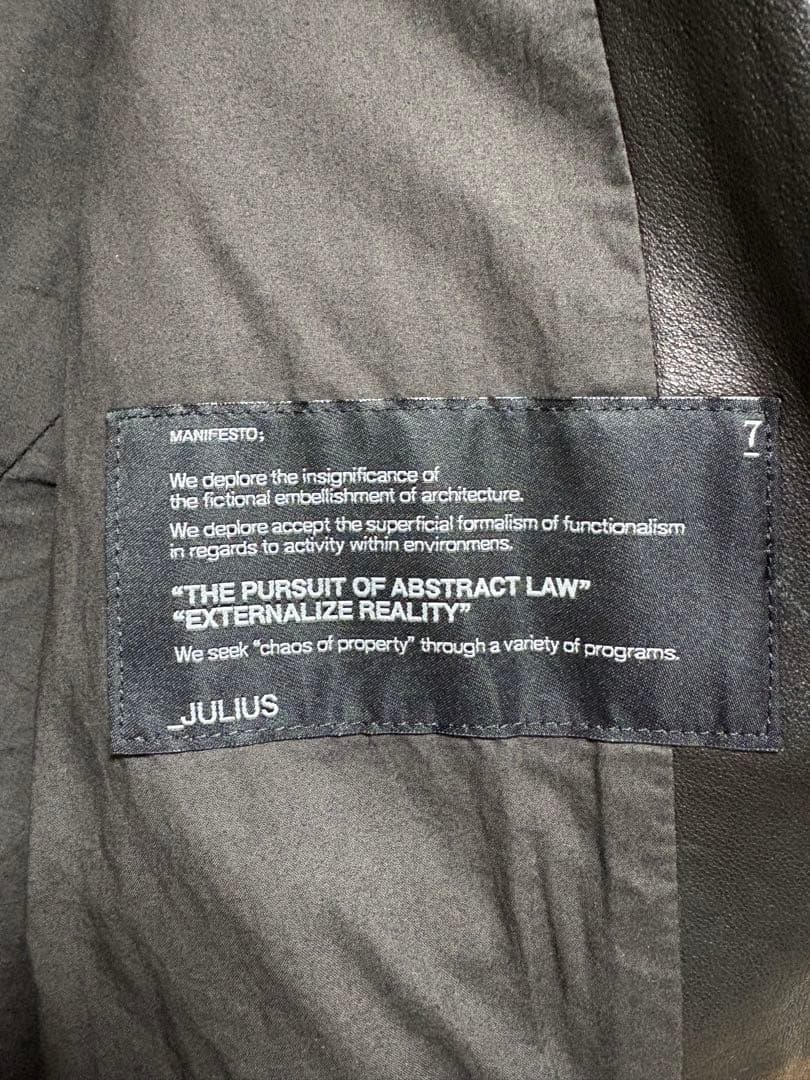 MANIFESTO;
7
We deplore the insignificance of
the fictional embellishment of architecture.
We deplore accept the superficial formalism of functionalism
in regards to activity within environmens.
“THE PURSUIT OF ABSTRACT LAW”
“EXTERNALIZE REALITY”
We seek “chaos of property” through a variety of programs.
_JULIUS